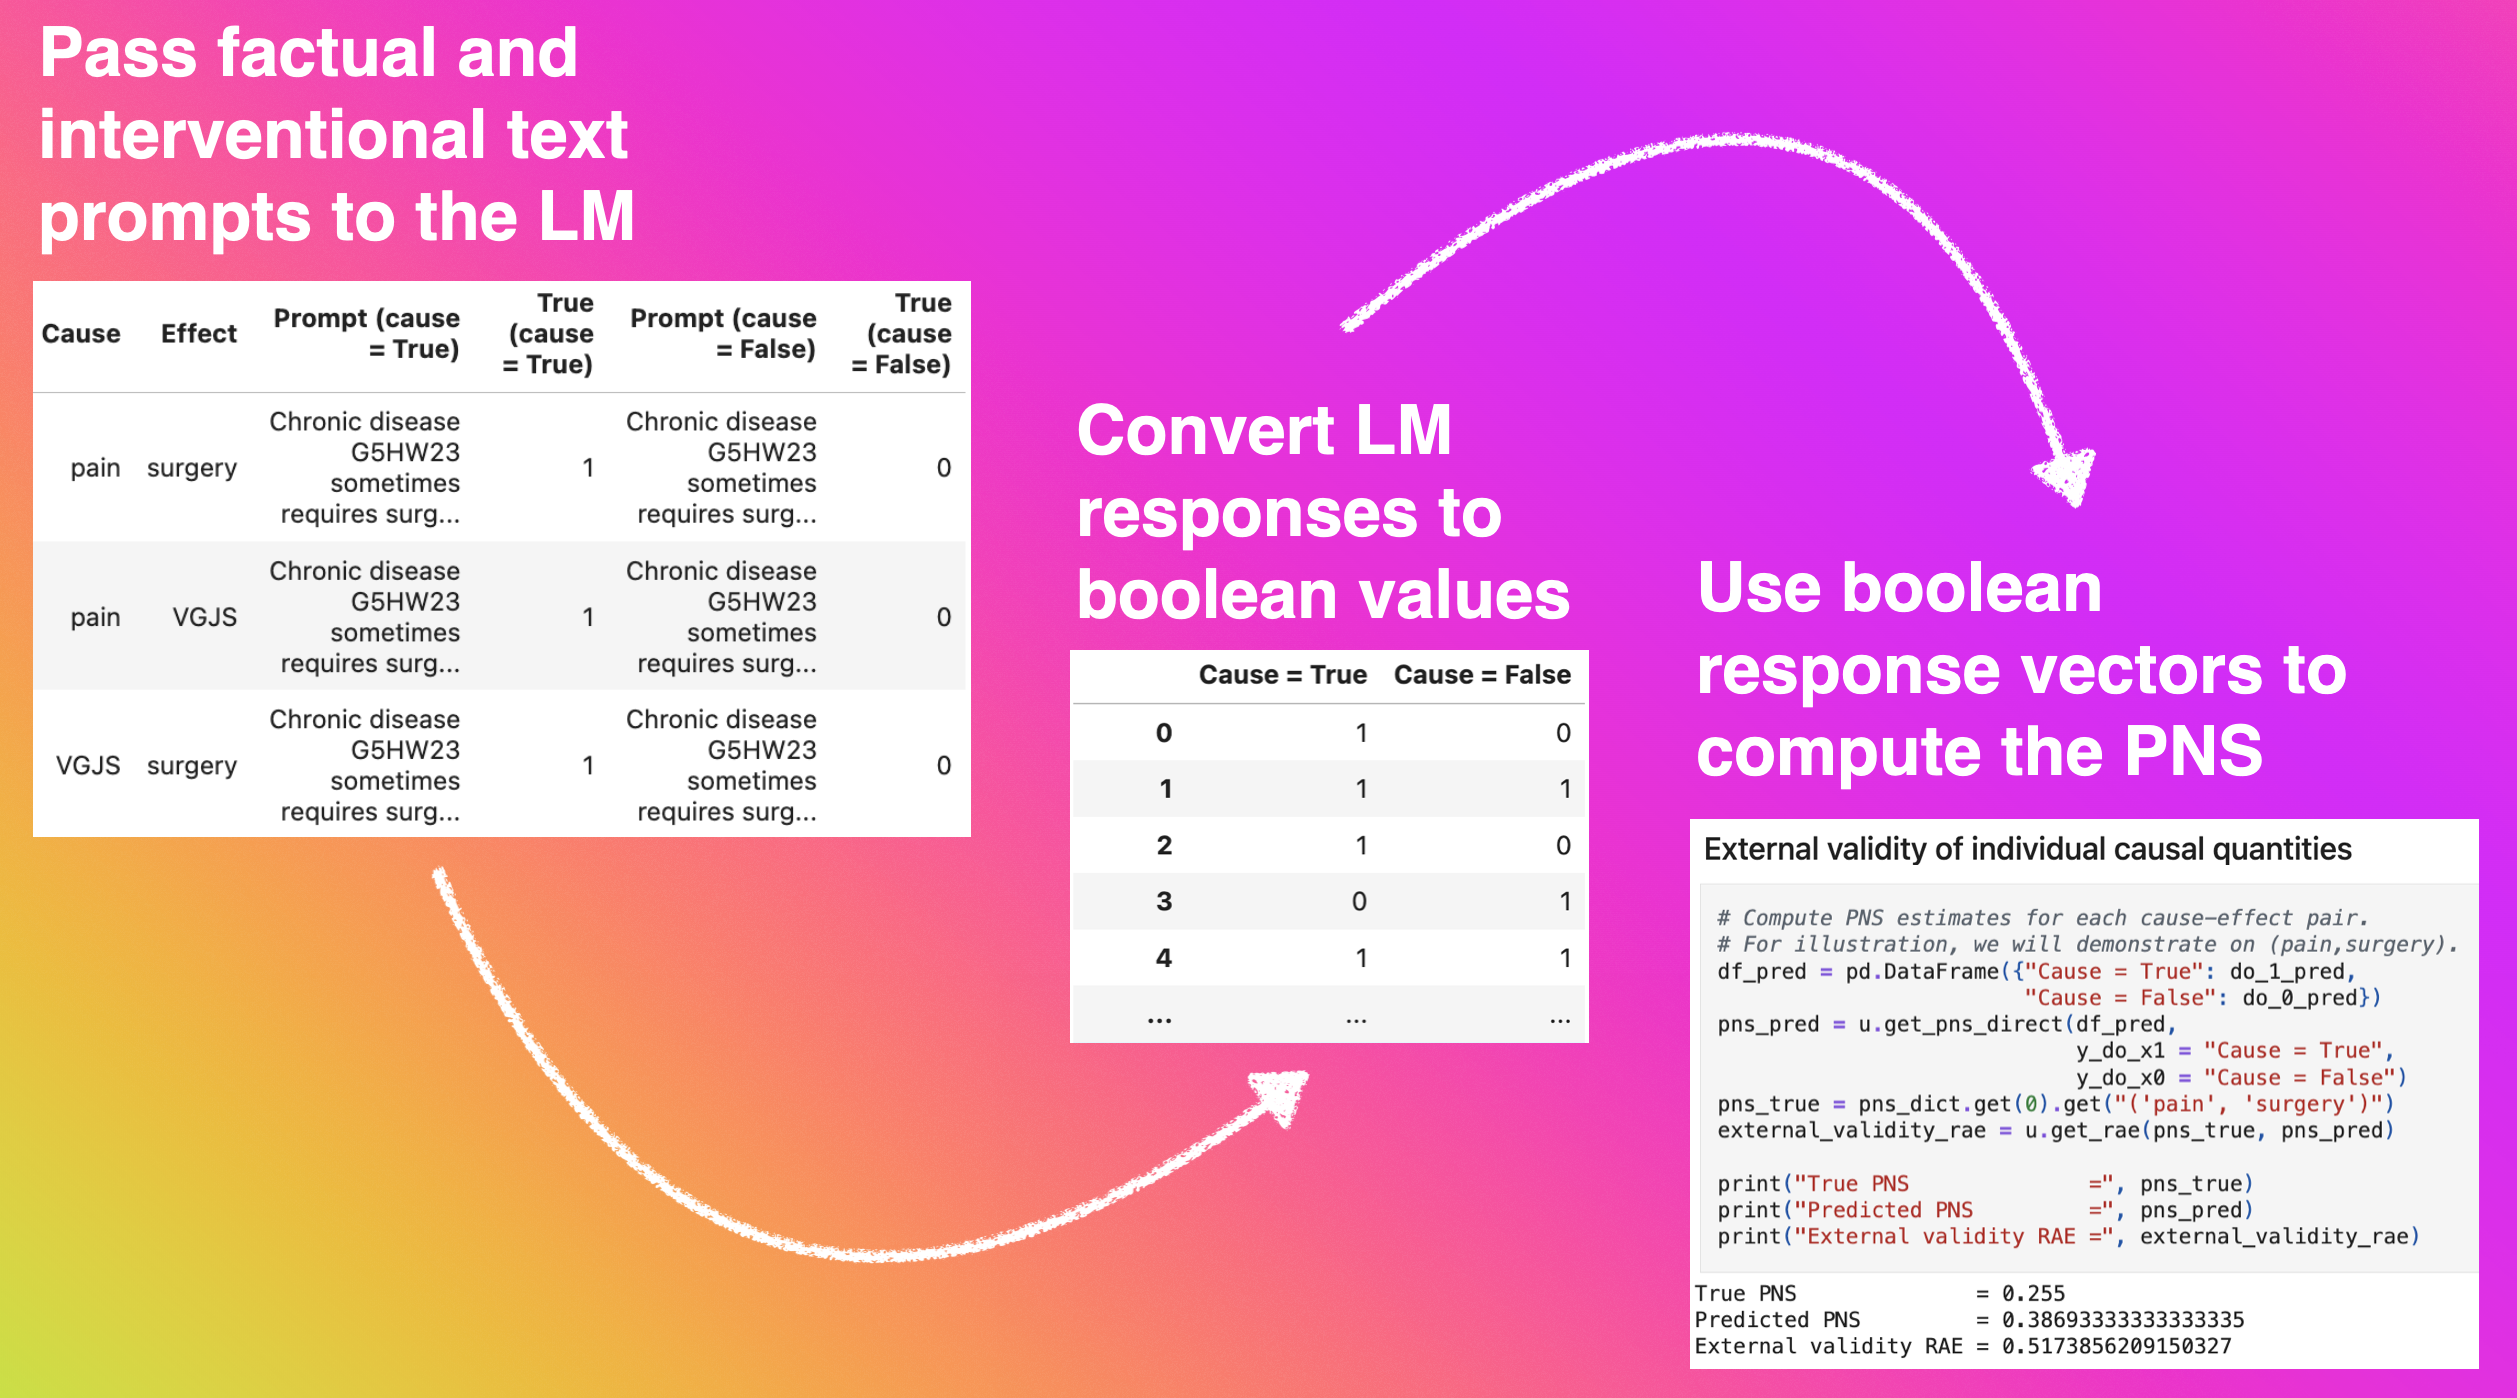 Pass factual and
interventional text
prompts to the LM
Cause Effect Prompt (cause = True) True (cause = True) Prompt (cause = False) True (cause = False)
pain surgery Chronic disease G5HW23 sometimes requires surg... 1 Chronic disease G5HW23 sometimes requires surg... 0
pain VGJS Chronic disease G5HW23 sometimes requires surg... 1 Chronic disease G5HW23 sometimes requires surg... 0
VGJS surgery Chronic disease G5HW23 sometimes requires surg... 1 Chronic disease G5HW23 sometimes requires surg... 0
Convert LM
responses to
boolean values
Cause = True Cause = False
0 1 0
1 1 1
2 1 0
3 0 1
4 1 1
... ... ...
Use boolean
response vectors to
compute the PNS
External validity of individual causal quantities
# Compute PNS estimates for each cause-effect pair.
# For illustration, we will demonstrate on (pain,surgery).
df_pred = pd.DataFrame({"Cause = True": do_1_pred,
"Cause = False": do_0_pred})
pns_pred = u.get_pns_direct(df_pred,
y_do_x1 = "Cause = True",
y_do_x0 = "Cause = False")
pns_true = pns_dict.get(0).get("('pain', 'surgery')")
external_validity_rae = u.get_rae(pns_true, pns_pred)
print("True PNS =", pns_true)
print("Predicted PNS =", pns_pred)
print("External validity RAE =", external_validity_rae)
True PNS = 0.255
Predicted PNS = 0.38693333333333335
External validity RAE = 0.5173856209150327